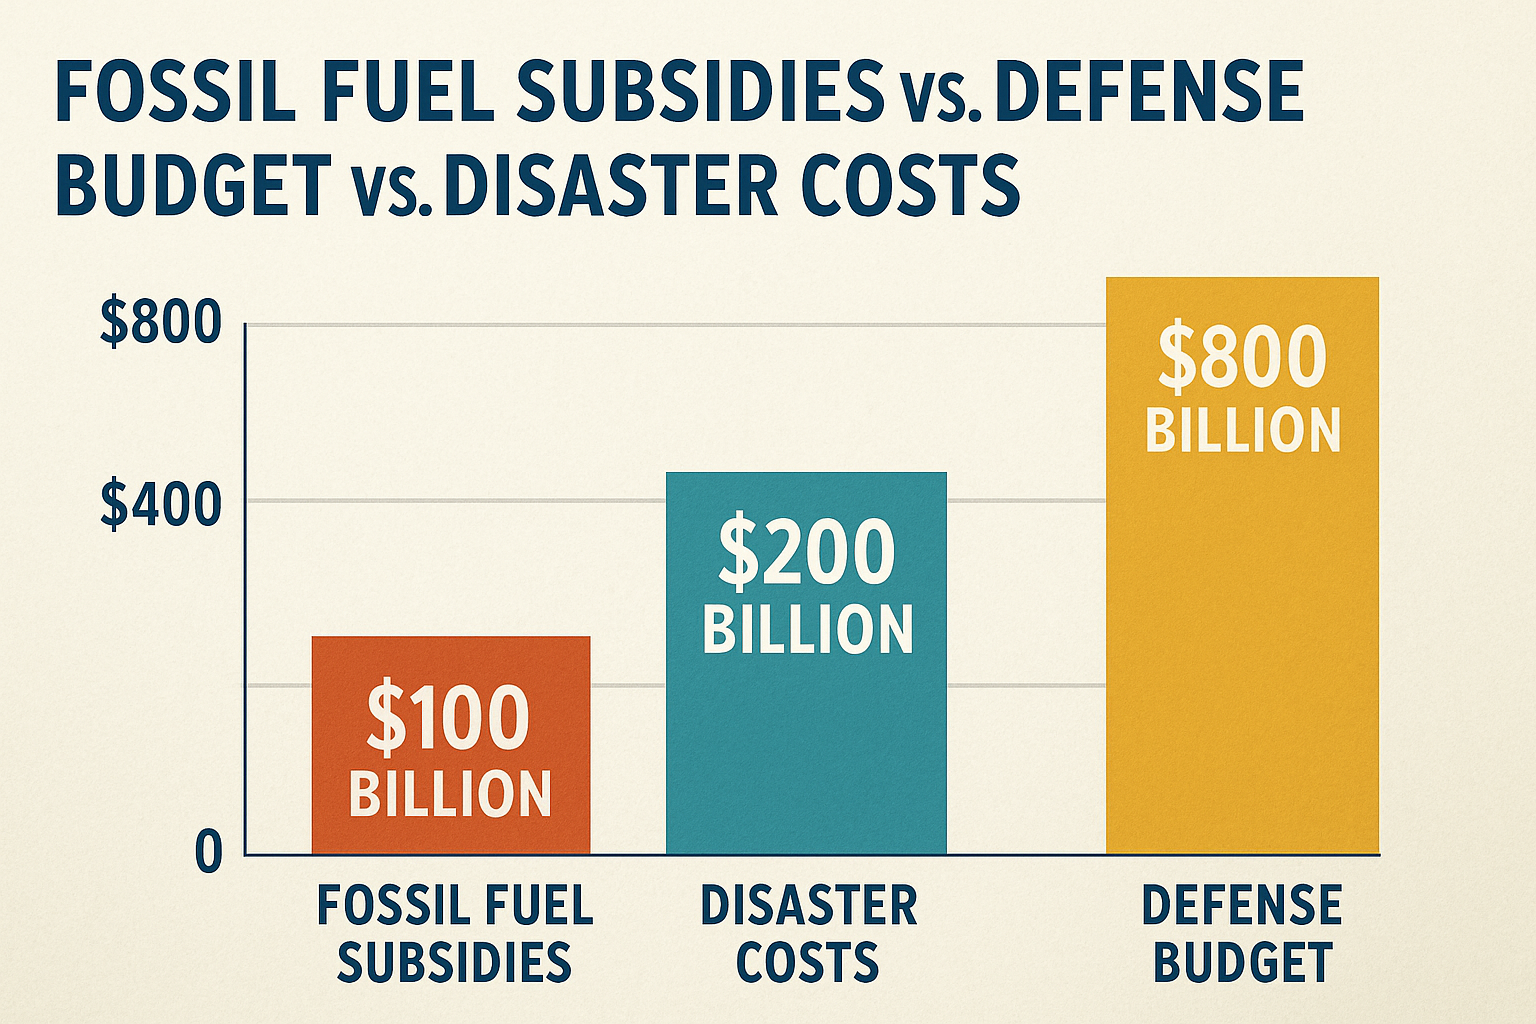 FOSSIL FUEL SUBSIDIES VS. DEFENSE
BUDGET VS. DISASTER COSTS
$800
$400
0
$100
BILLION
$200
BILLION
$800
BILLION
FOSSIL FUEL
SUBSIDIES
DISASTER
COSTS
DEFENSE
BUDGET